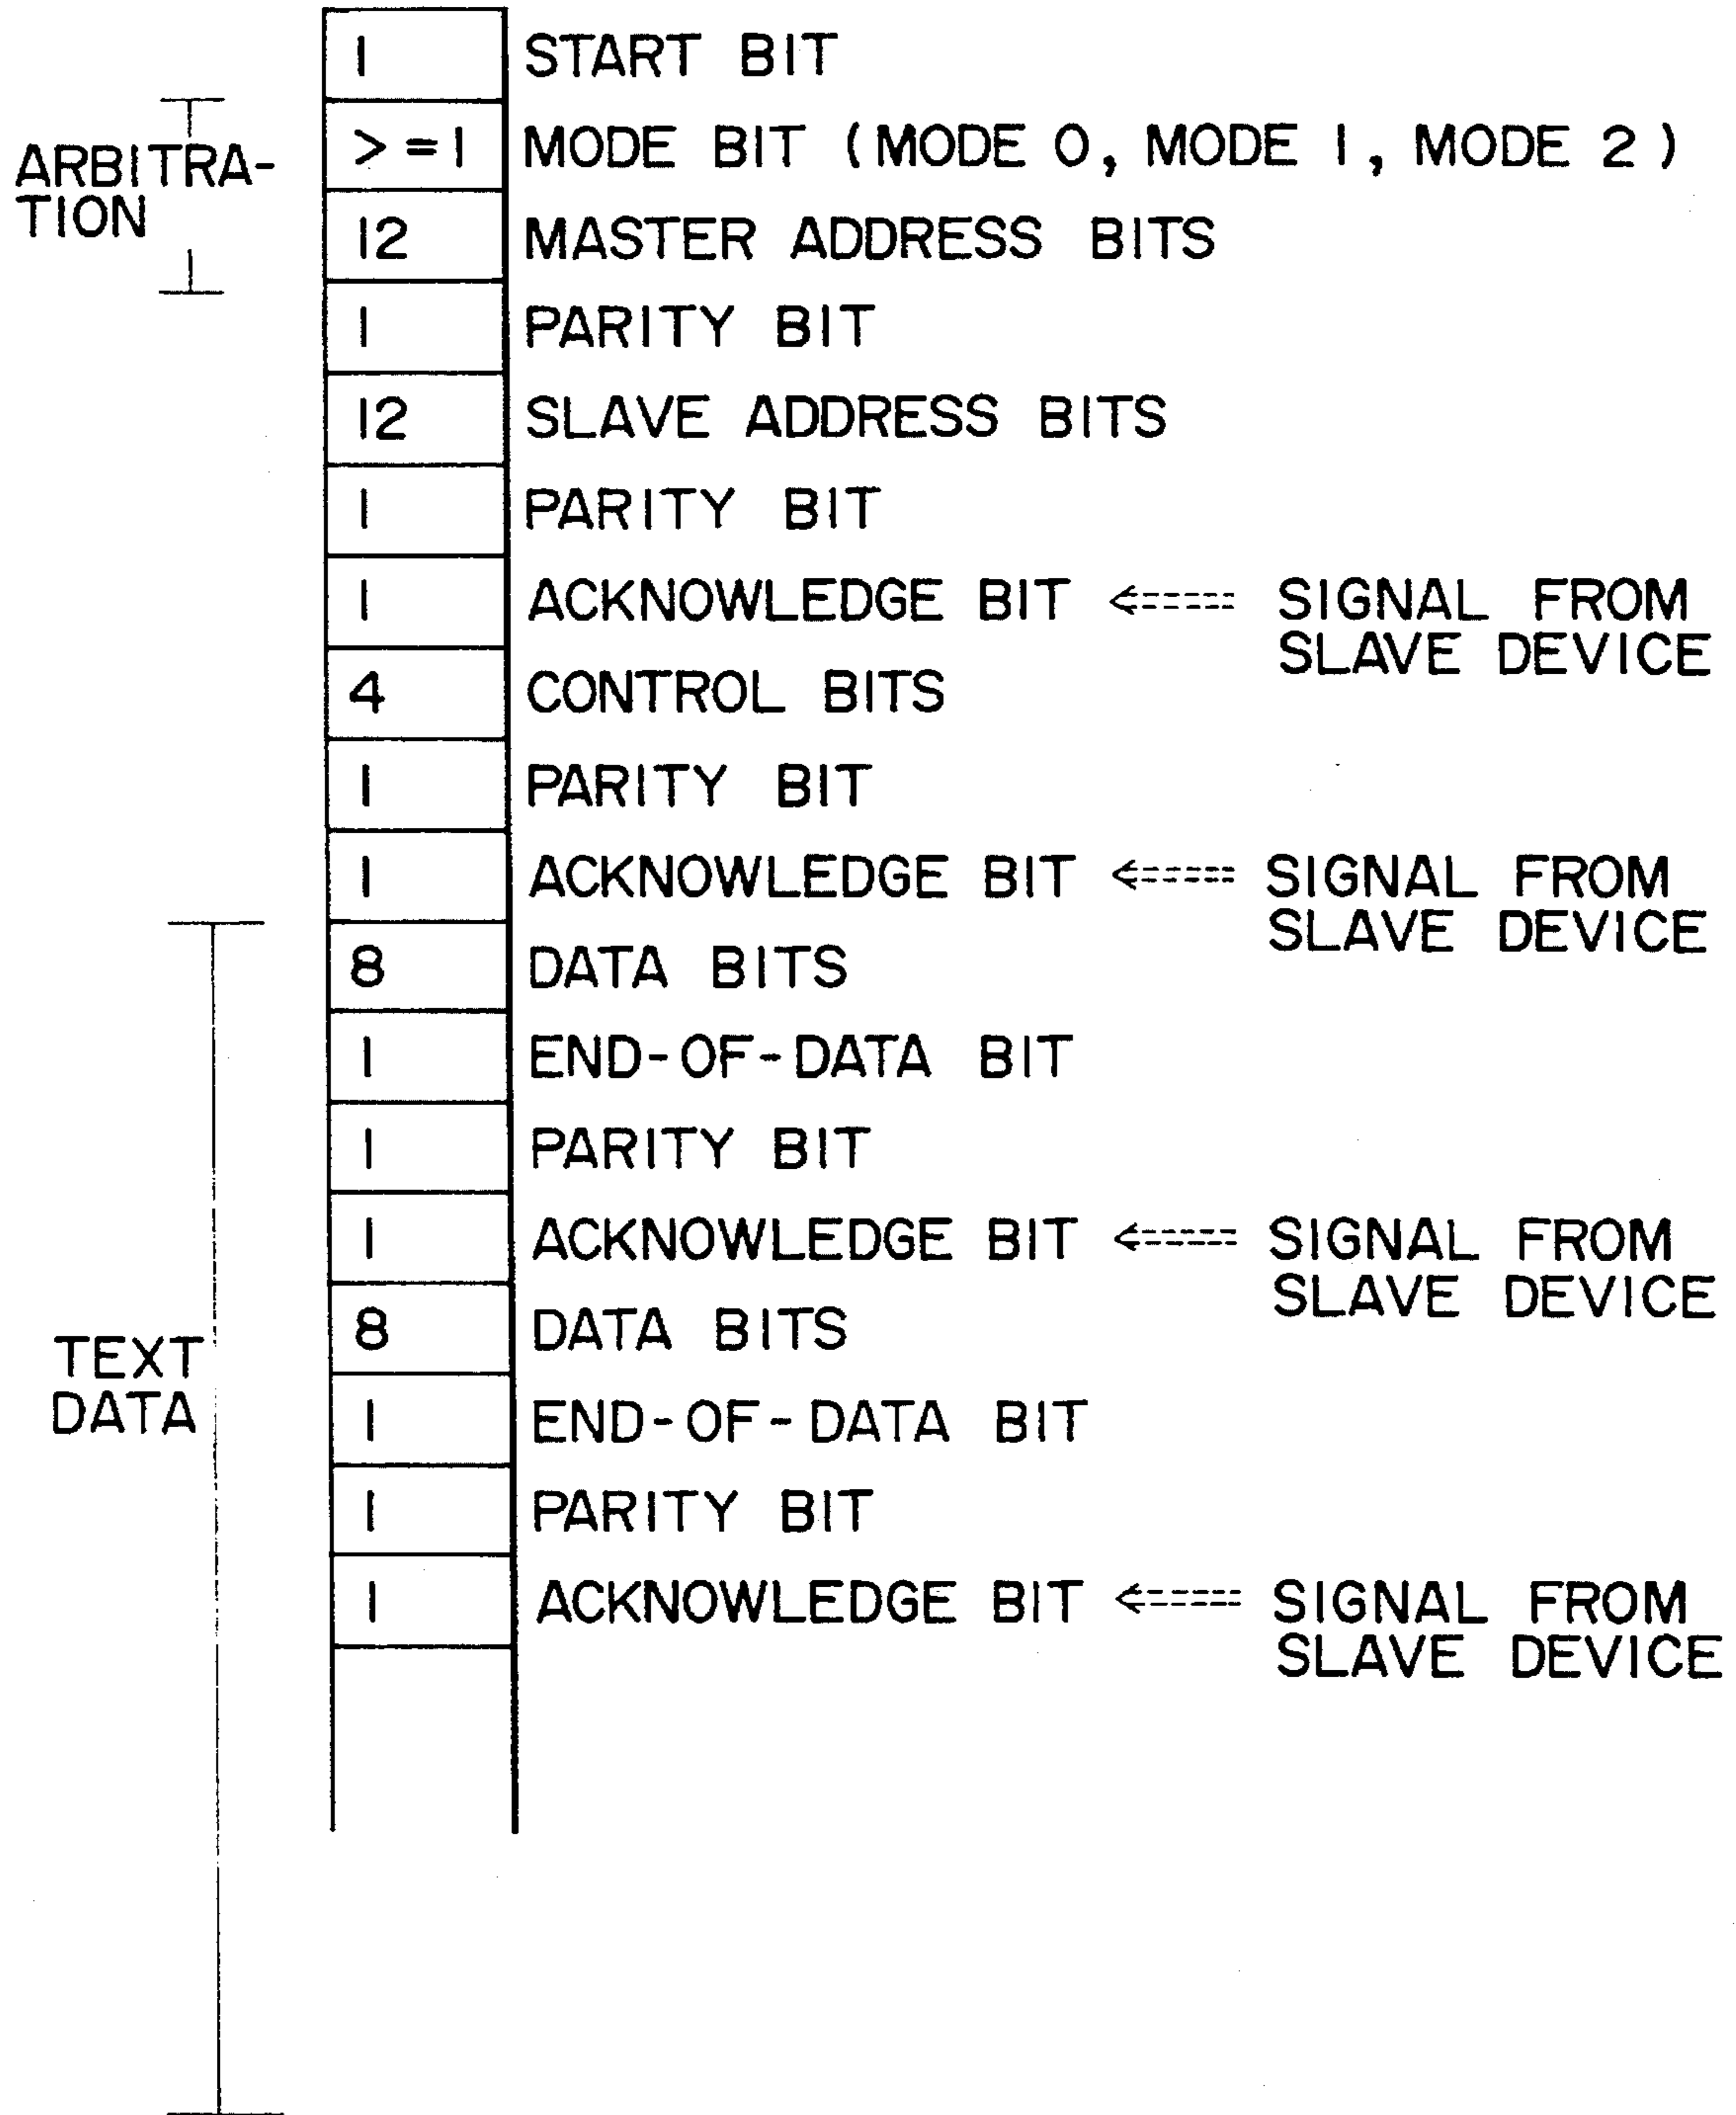 1 START BIT
>=1 MODE BIT (MODE 0, MODE 1, MODE 2)
ARBITRA-
TION
12 MASTER ADDRESS BITS
1 PARITY BIT
12 SLAVE ADDRESS BITS
1 PARITY BIT
1 ACKNOWLEDGE BIT SIGNAL FROM
SLAVE DEVICE
4 CONTROL BITS
1 PARITY BIT
1 ACKNOWLEDGE BIT SIGNAL FROM
SLAVE DEVICE
8 DATA BITS
1 END-OF-DATA BIT
1 PARITY BIT
1 ACKNOWLEDGE BIT SIGNAL FROM
SLAVE DEVICE
8 DATA BITS
TEXT
DATA
1 END-OF-DATA BIT
1 PARITY BIT
1 ACKNOWLEDGE BIT SIGNAL FROM
SLAVE DEVICE